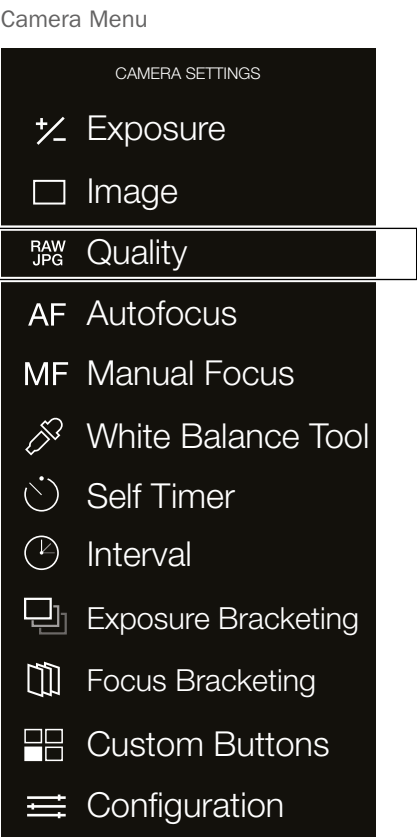 Camera Menu
CAMERA SETTINGS
Exposure
Image
RAW
JPG Quality
AF Autofocus
MF Manual Focus
White Balance Tool
Self Timer
Interval
Exposure Bracketing
Focus Bracketing
Custom Buttons
Configuration